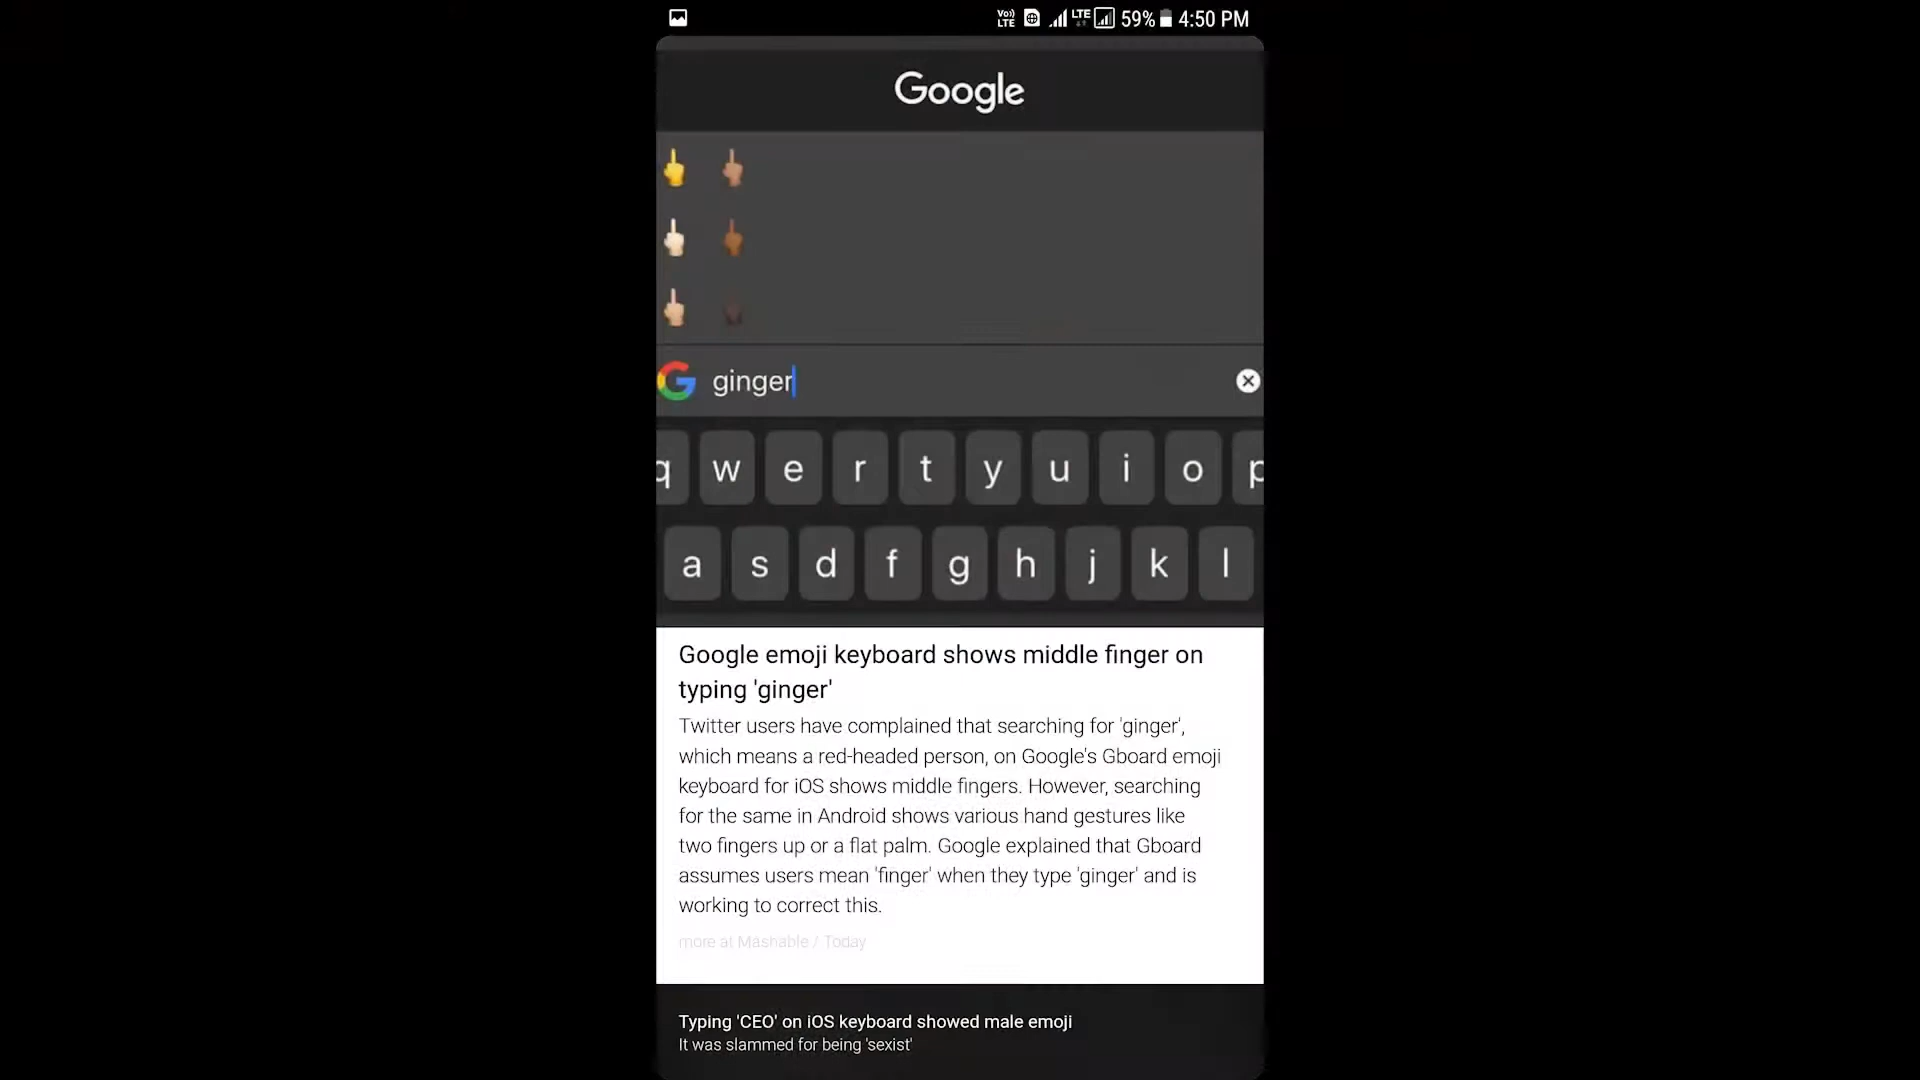 Vo)) LTE LTE 59% 4:50 PM
Google
G ginger
q w e r t y u i o p
a s d f g h j k l
Google emoji keyboard shows middle finger on
typing 'ginger'
Twitter users have complained that searching for 'ginger',
which means a red-headed person, on Google's Gboard emoji
keyboard for iOS shows middle fingers. However, searching
for the same in Android shows various hand gestures like
two fingers up or a flat palm. Google explained that Gboard
assumes users mean 'finger' when they type 'ginger' and is
working to correct this.
more at Mashable / Today
Typing 'CEO' on iOS keyboard showed male emoji
It was slammed for being 'sexist'